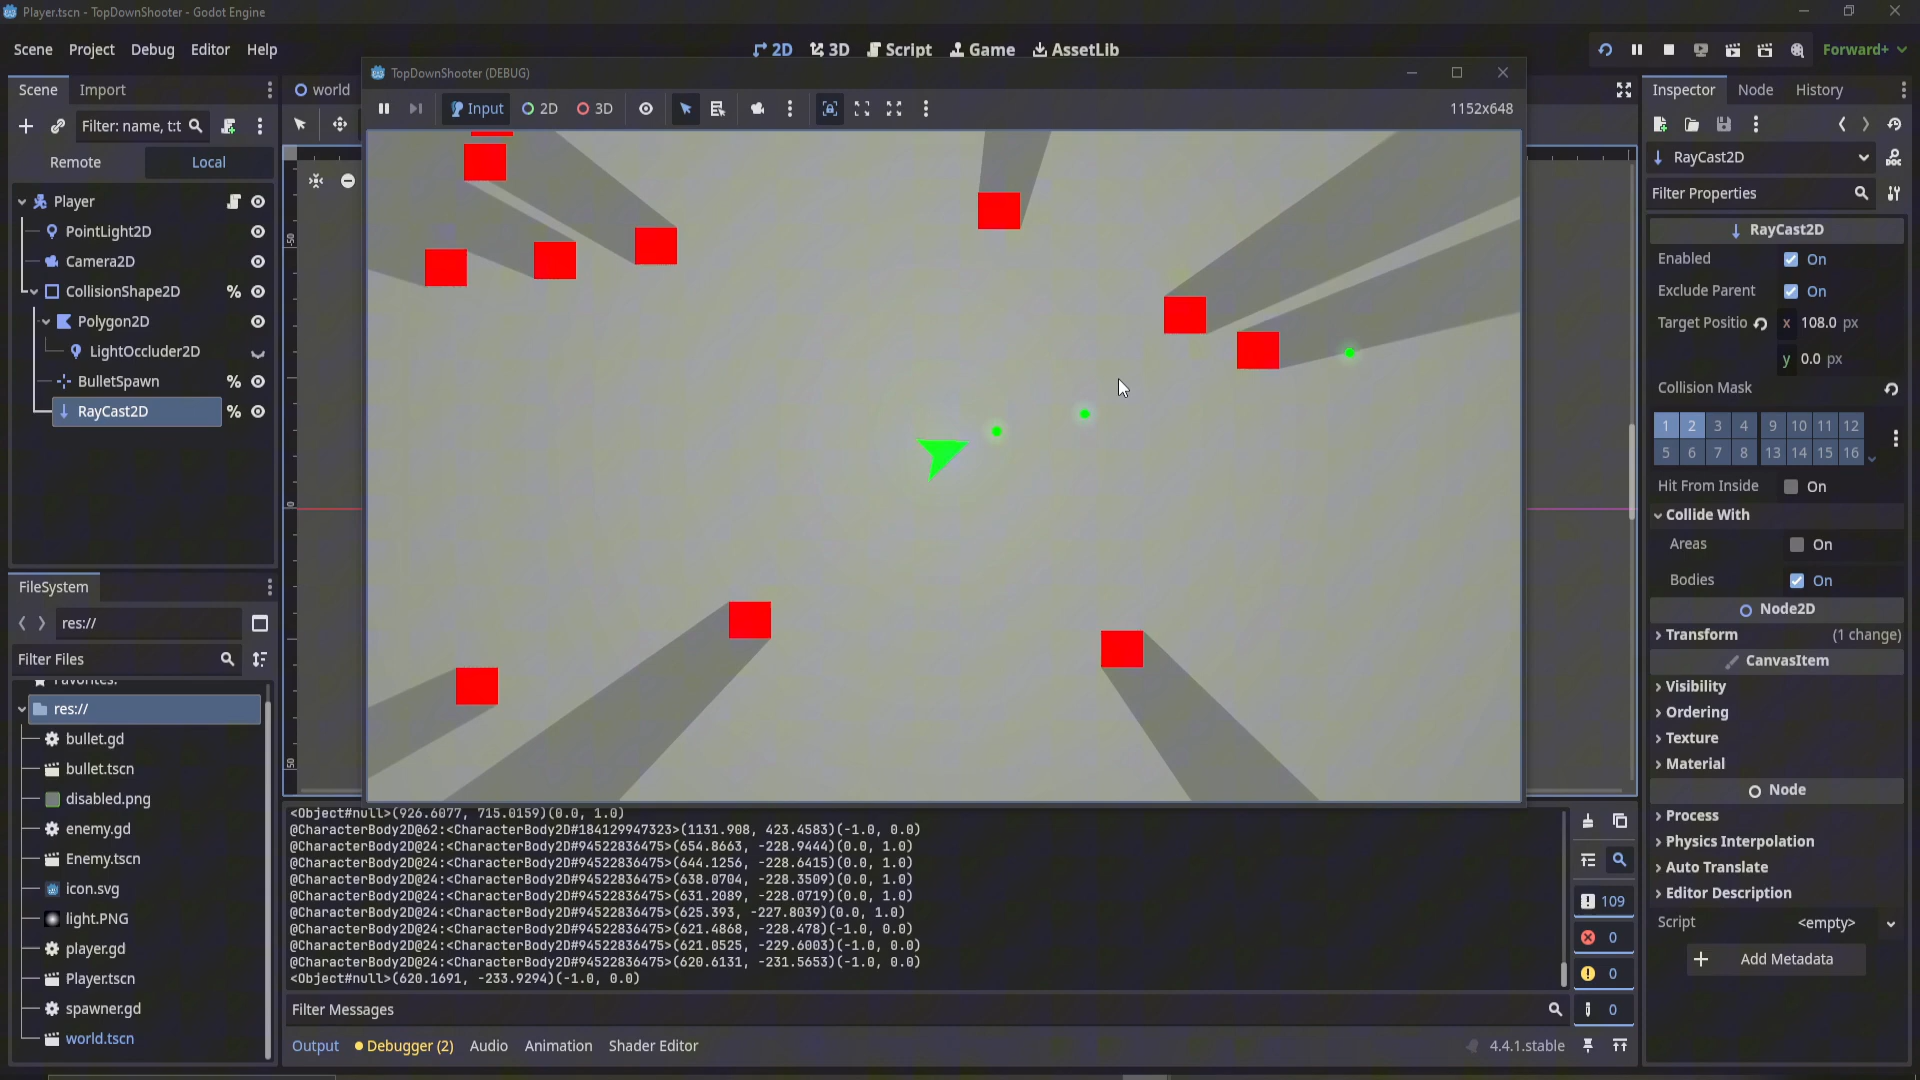 Player.tscn - TopDownShooter - Godot Engine
Scene Project Debug Editor Help
2D 3D Script Game AssetLib
Forward+
Scene Import
world
TopDownShooter (DEBUG)
Inspector Node History
Filter: name, t:t
Input 2D 3D
1152x648
Remote Local
RayCast2D
Filter Properties
Player
PointLight2D
Camera2D
CollisionShape2D
Polygon2D
LightOccluder2D
BulletSpawn
RayCast2D
RayCast2D
Enabled On
Exclude Parent On
Target Positio x 108.0 px
y 0.0 px
Collision Mask
1 2 3 4 9 10 11 12
5 6 7 8 13 14 15 16
Hit From Inside On
Collide With
Areas On
Bodies On
Node2D
Transform (1 change)
CanvasItem
Visibility
Ordering
Texture
Material
Node
Process
Physics Interpolation
Auto Translate
Editor Description
Script <empty>
Add Metadata
FileSystem
res://
Filter Files
Favorites:
res://
bullet.gd
bullet.tscn
disabled.png
enemy.gd
Enemy.tscn
icon.svg
light.PNG
player.gd
Player.tscn
spawner.gd
world.tscn
<Object#null>(926.6077, 715.0159)(0.0, 1.0)
@CharacterBody2D@62:<CharacterBody2D#184129947323>(1131.908, 423.4583)(-1.0, 0.0)
@CharacterBody2D@24:<CharacterBody2D#94522836475>(654.8663, -228.9444)(0.0, 1.0)
@CharacterBody2D@24:<CharacterBody2D#94522836475>(644.1256, -228.6415)(0.0, 1.0)
@CharacterBody2D@24:<CharacterBody2D#94522836475>(638.0704, -228.3509)(0.0, 1.0)
@CharacterBody2D@24:<CharacterBody2D#94522836475>(631.2089, -228.0719)(0.0, 1.0)
@CharacterBody2D@24:<CharacterBody2D#94522836475>(625.393, -227.8039)(0.0, 1.0)
@CharacterBody2D@24:<CharacterBody2D#94522836475>(621.4868, -228.478)(-1.0, 0.0)
@CharacterBody2D@24:<CharacterBody2D#94522836475>(621.0525, -229.6003)(-1.0, 0.0)
@CharacterBody2D@24:<CharacterBody2D#94522836475>(620.6131, -231.5653)(-1.0, 0.0)
<Object#null>(620.1691, -233.9294)(-1.0, 0.0)
109
0
0
0
Filter Messages
Output Debugger (2) Audio Animation Shader Editor
4.4.1.stable